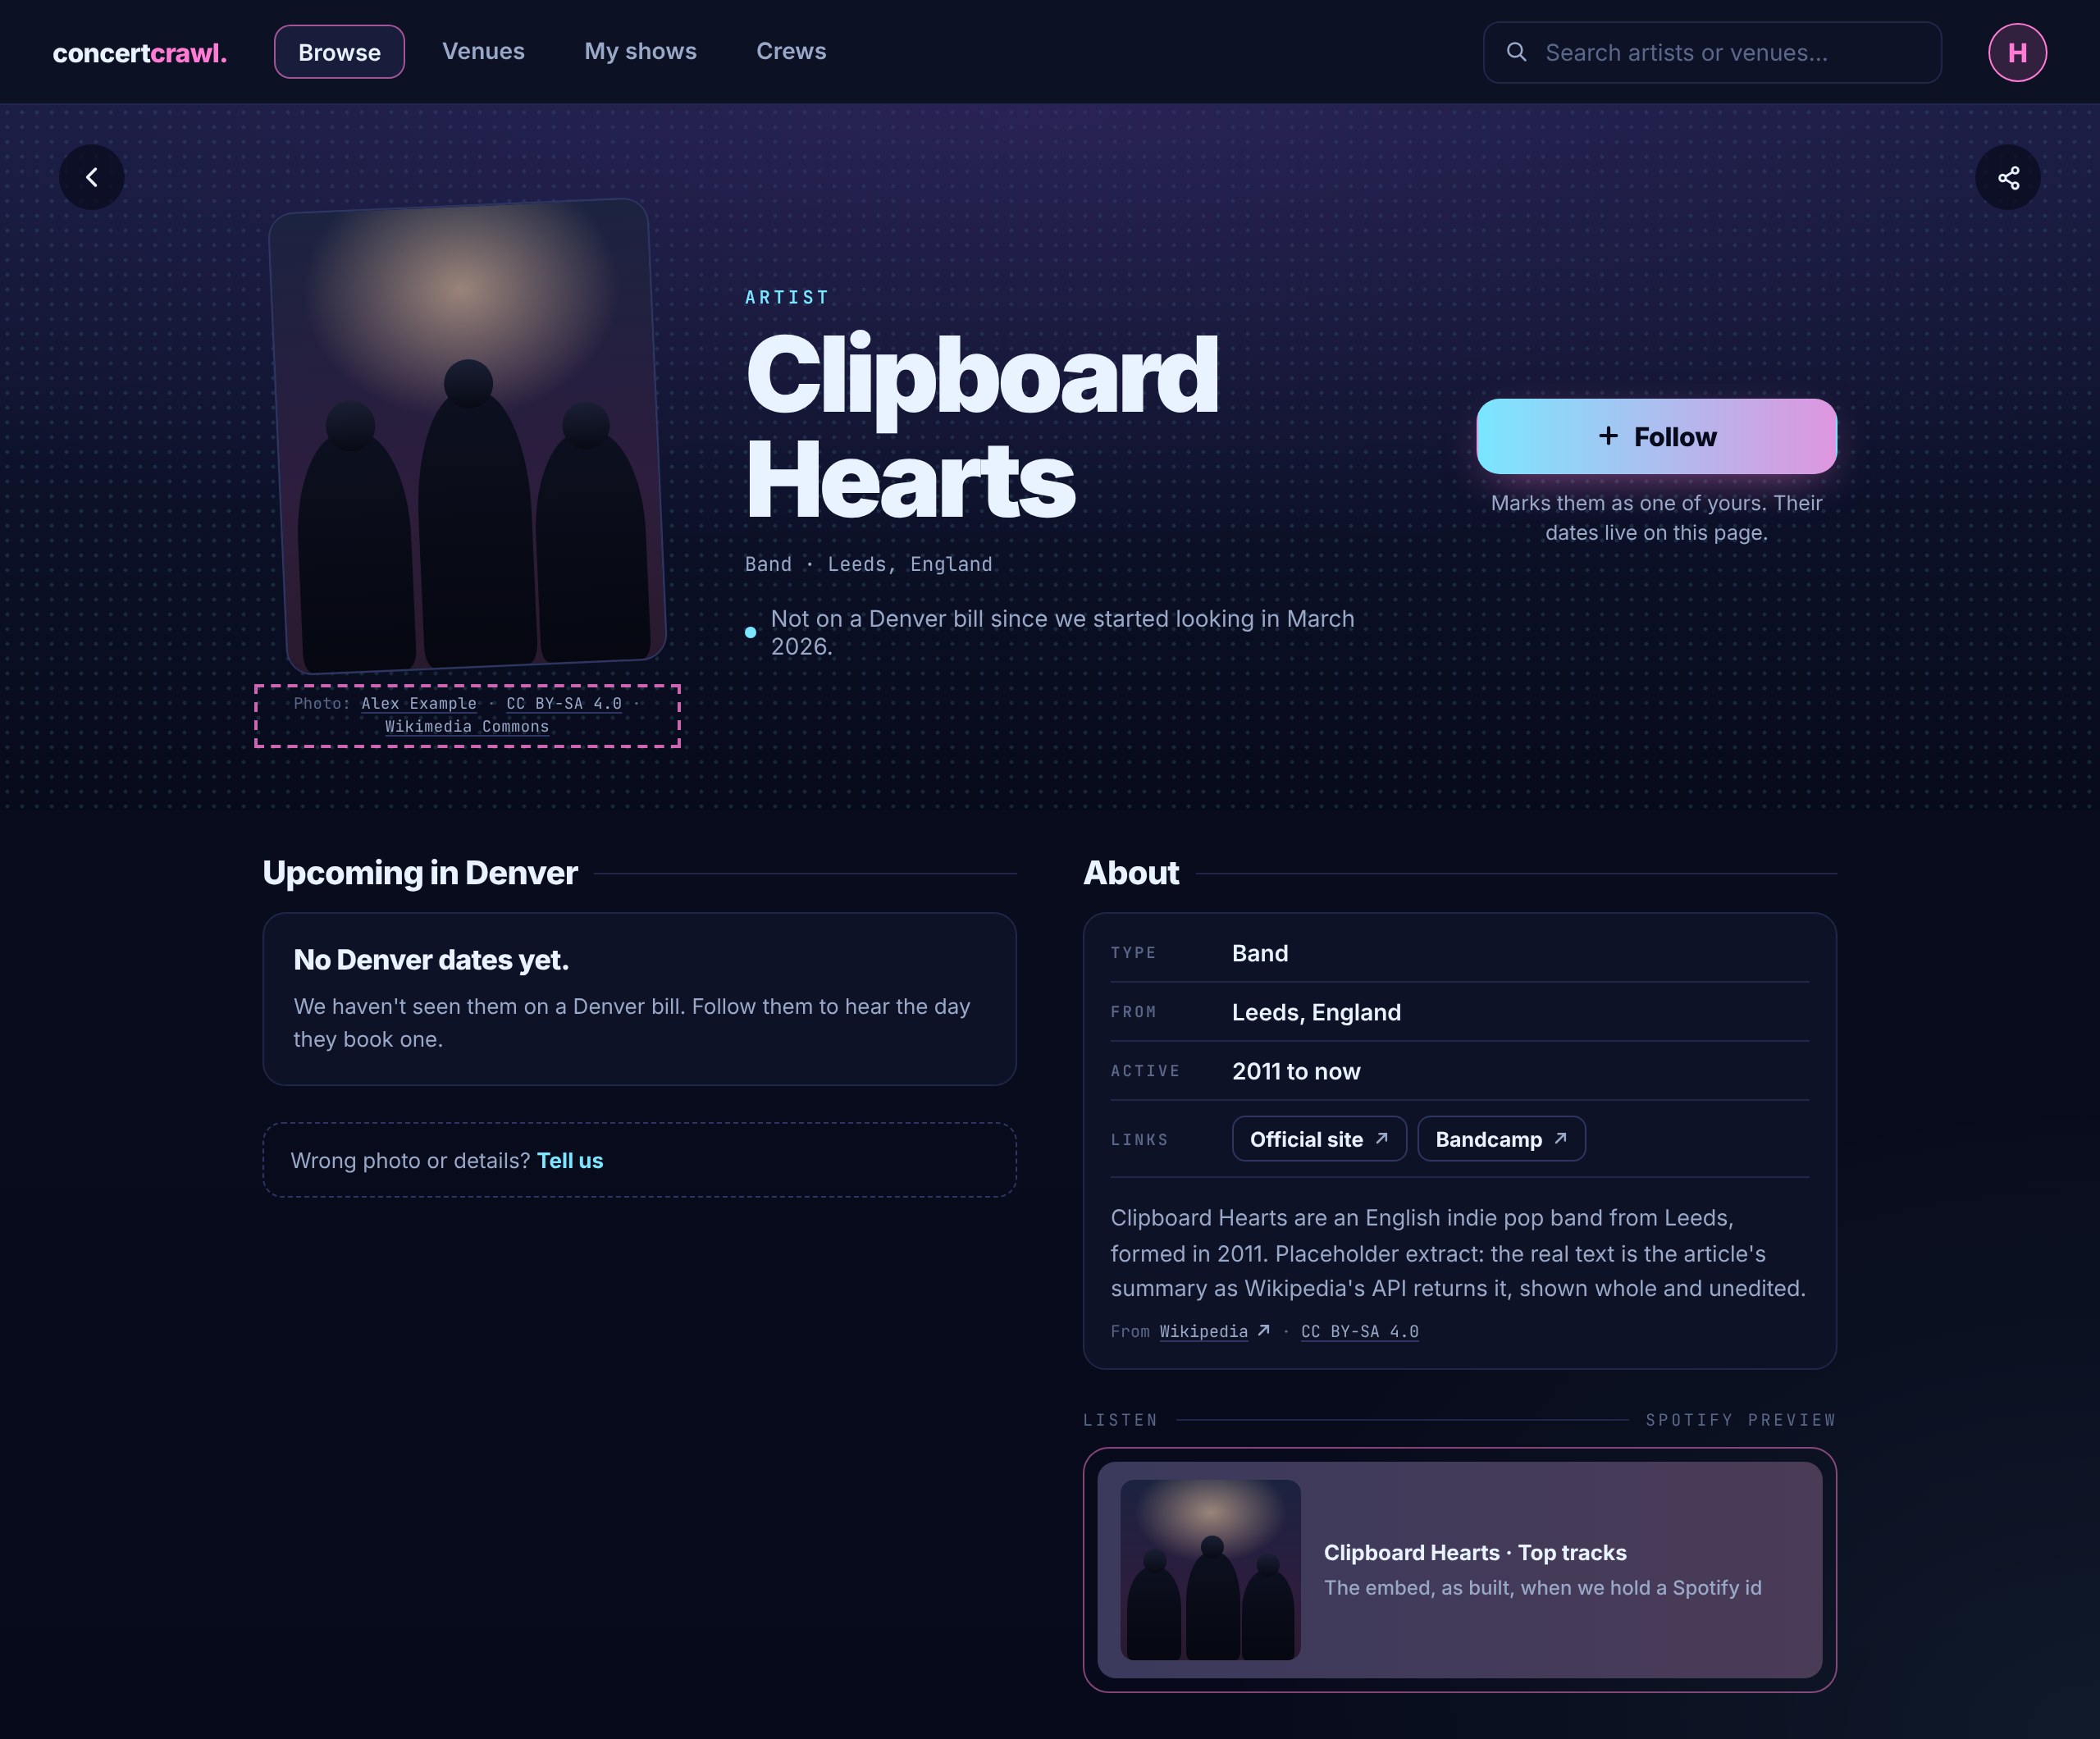 concertcrawl.
Browse
Venues
My shows
Crews
Search artists or venues...
H
ARTIST
Clipboard
Hearts
Band · Leeds, England
Not on a Denver bill since we started looking in March
2026.
+ Follow
Marks them as one of yours. Their
dates live on this page.
Photo: Alex Example · CC BY-SA 4.0 ·
Wikimedia Commons
Upcoming in Denver
No Denver dates yet.
We haven't seen them on a Denver bill. Follow them to hear the day
they book one.
Wrong photo or details? Tell us
About
TYPE Band
FROM Leeds, England
ACTIVE 2011 to now
LINKS Official site ↗ Bandcamp ↗
Clipboard Hearts are an English indie pop band from Leeds,
formed in 2011. Placeholder extract: the real text is the article's
summary as Wikipedia's API returns it, shown whole and unedited.
From Wikipedia ↗ · CC BY-SA 4.0
LISTEN SPOTIFY PREVIEW
Clipboard Hearts · Top tracks
The embed, as built, when we hold a Spotify id